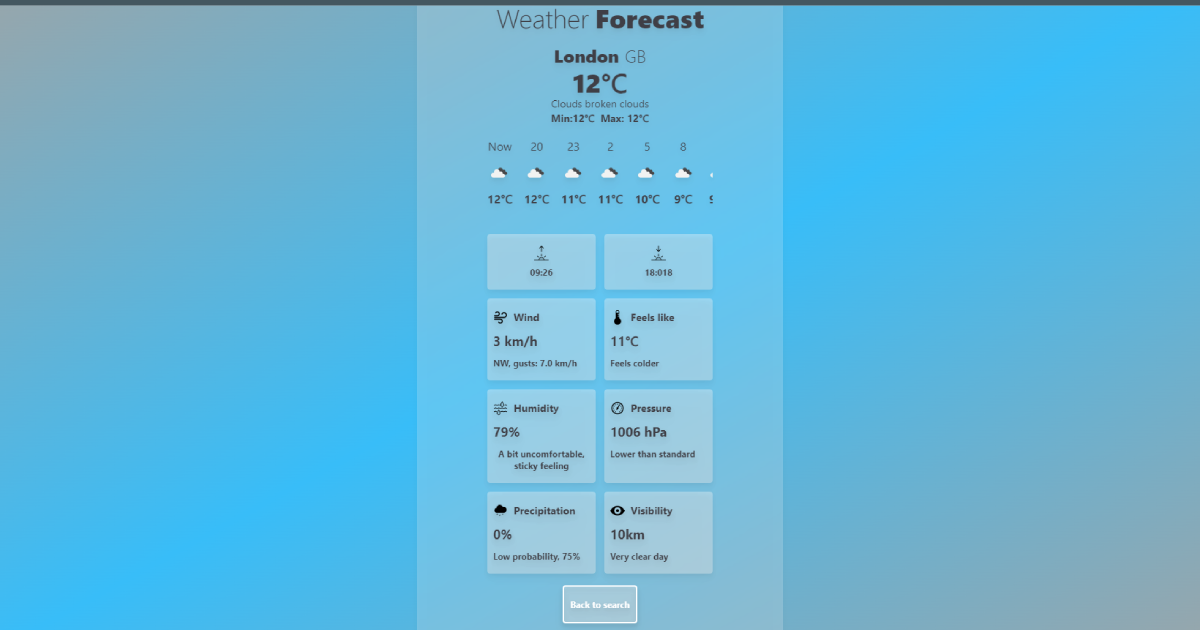 Weather Forecast
London GB
12°C
Clouds broken clouds
Min:12°C Max: 12°C
Now 20 23 2 5 8
12°C 12°C 11°C 11°C 10°C 9°C
09:26 18:018
Wind
3 km/h
NW, gusts: 7.0 km/h
Feels like
11°C
Feels colder
Humidity
79%
A bit uncomfortable,
sticky feeling
Pressure
1006 hPa
Lower than standard
Precipitation
0%
Low probability, 75%
Visibility
10km
Very clear day
Back to search